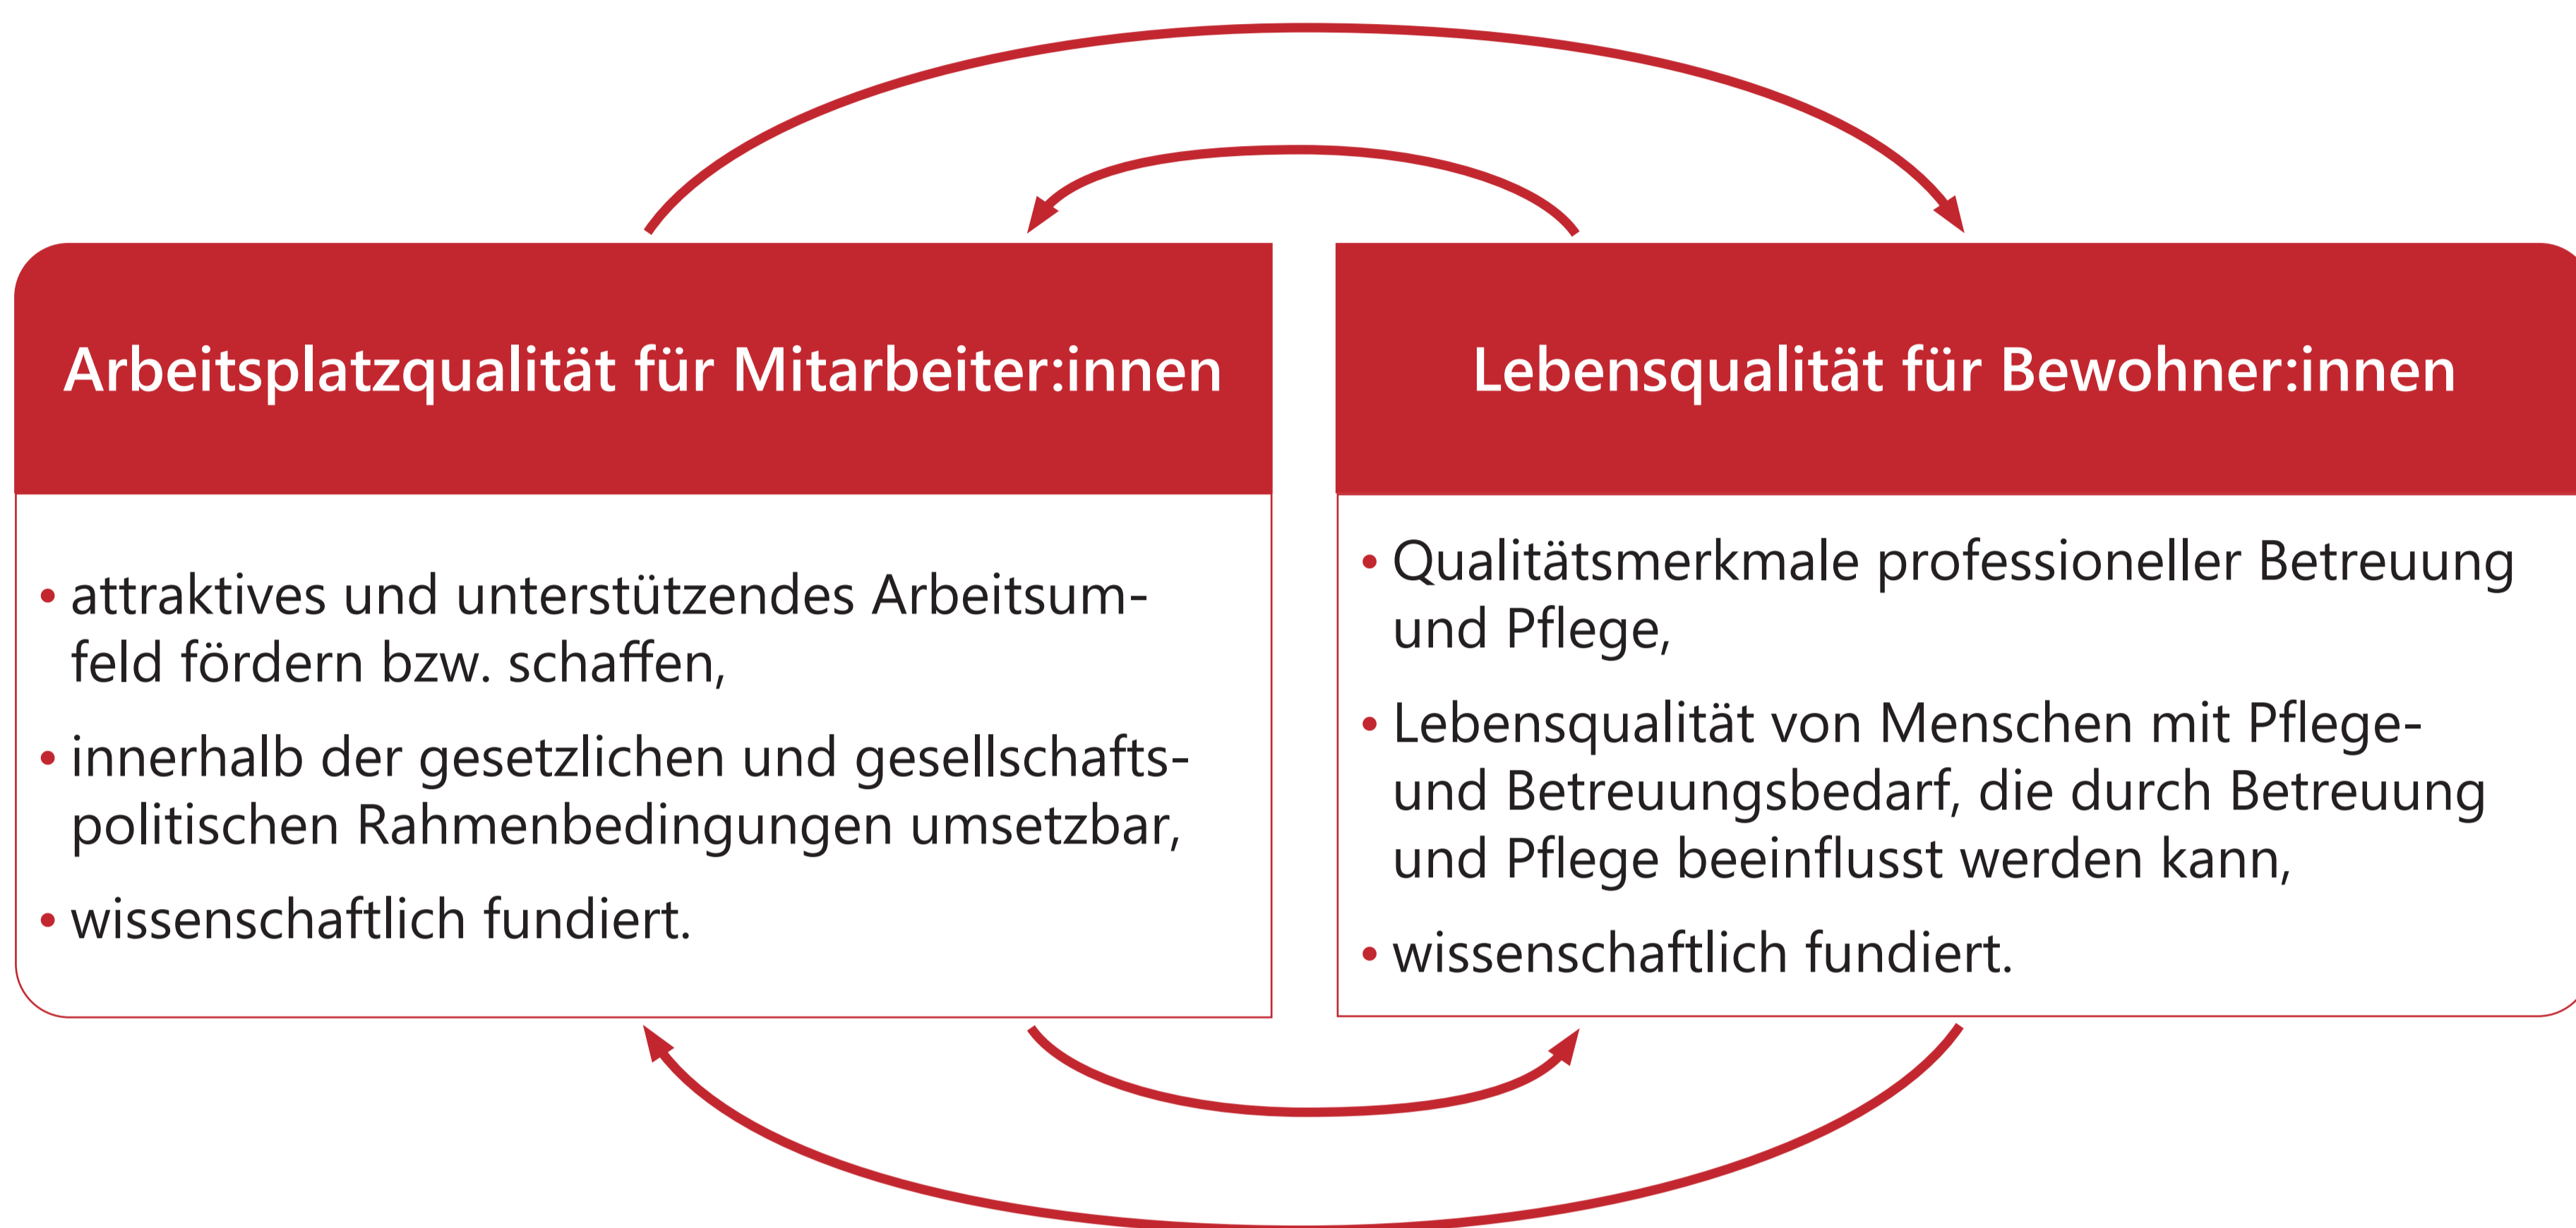 Arbeitsplatzqualität für Mitarbeiter:innen
• attraktives und unterstützendes Arbeitsum-
feld fördern bzw. schaffen,
• innerhalb der gesetzlichen und gesellschafts-
politischen Rahmenbedingungen umsetzbar,
• wissenschaftlich fundiert.
Lebensqualität für Bewohner:innen
• Qualitätsmerkmale professioneller Betreuung
und Pflege,
• Lebensqualität von Menschen mit Pflege-
und Betreuungsbedarf, die durch Betreuung
und Pflege beeinflusst werden kann,
• wissenschaftlich fundiert.